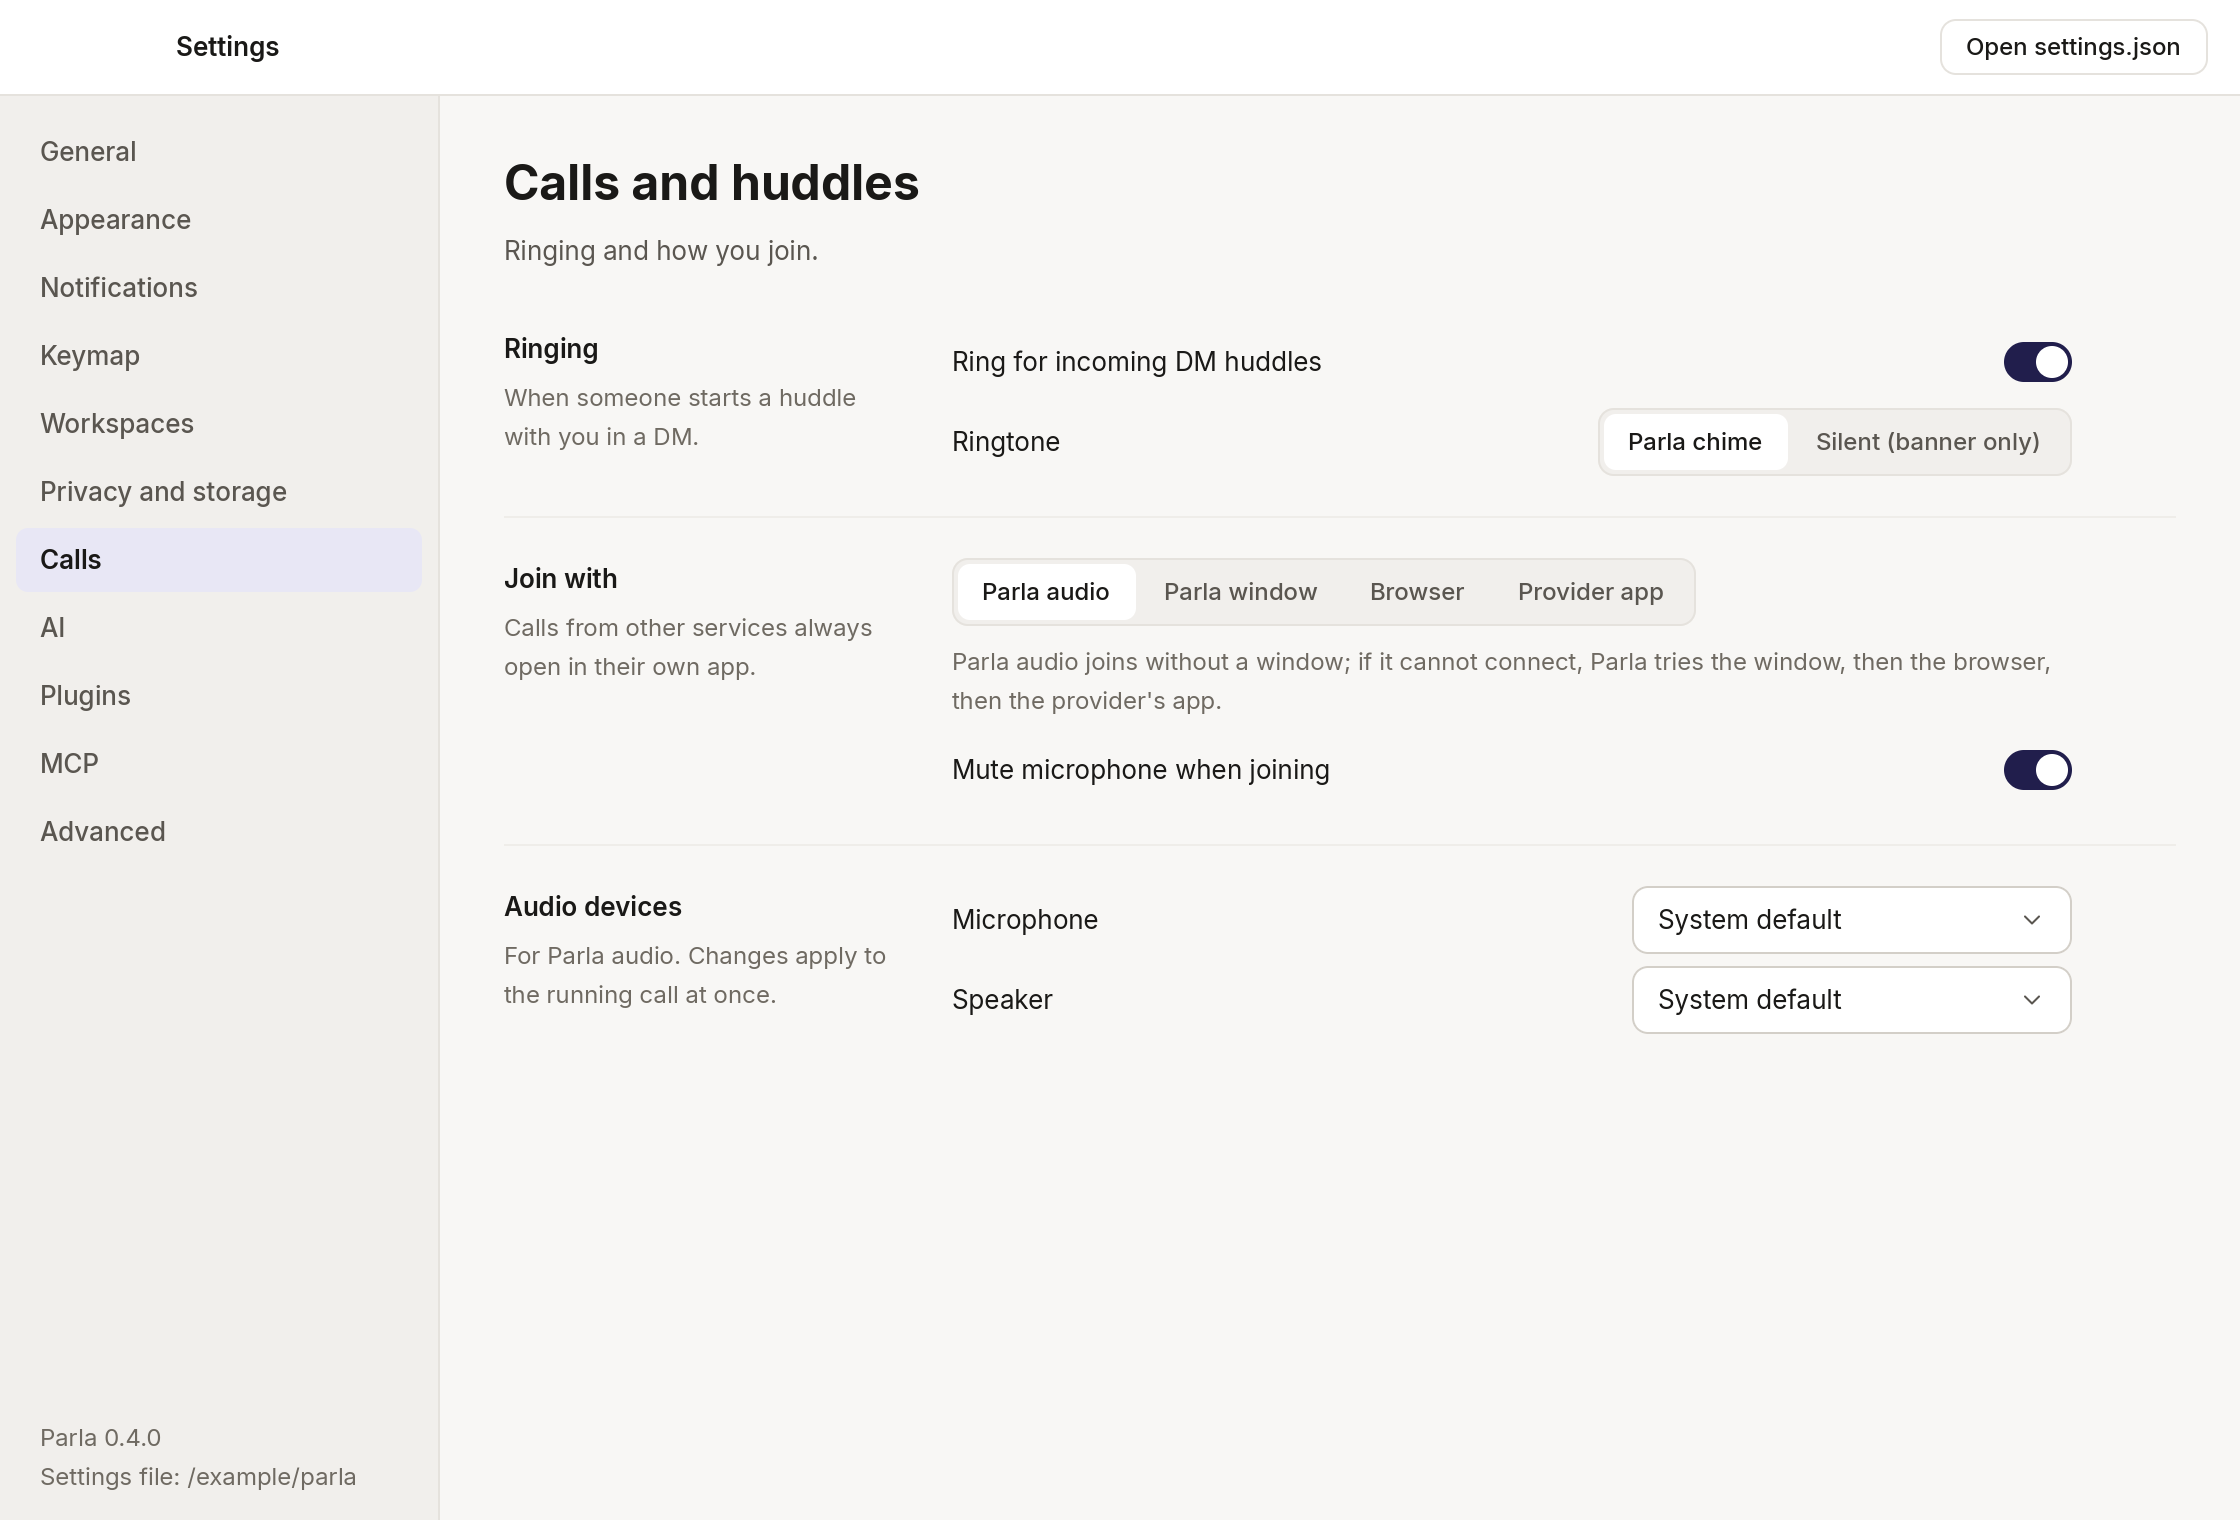 Settings
Open settings.json
General
Appearance
Notifications
Keymap
Workspaces
Privacy and storage
Calls
AI
Plugins
MCP
Advanced
Parla 0.4.0
Settings file: /example/parla
Calls and huddles
Ringing and how you join.
Ringing
When someone starts a huddle
with you in a DM.
Ring for incoming DM huddles
Ringtone
Parla chime
Silent (banner only)
Join with
Calls from other services always
open in their own app.
Parla audio
Parla window
Browser
Provider app
Parla audio joins without a window; if it cannot connect, Parla tries the window, then the browser,
then the provider's app.
Mute microphone when joining
Audio devices
For Parla audio. Changes apply to
the running call at once.
Microphone
System default
Speaker
System default